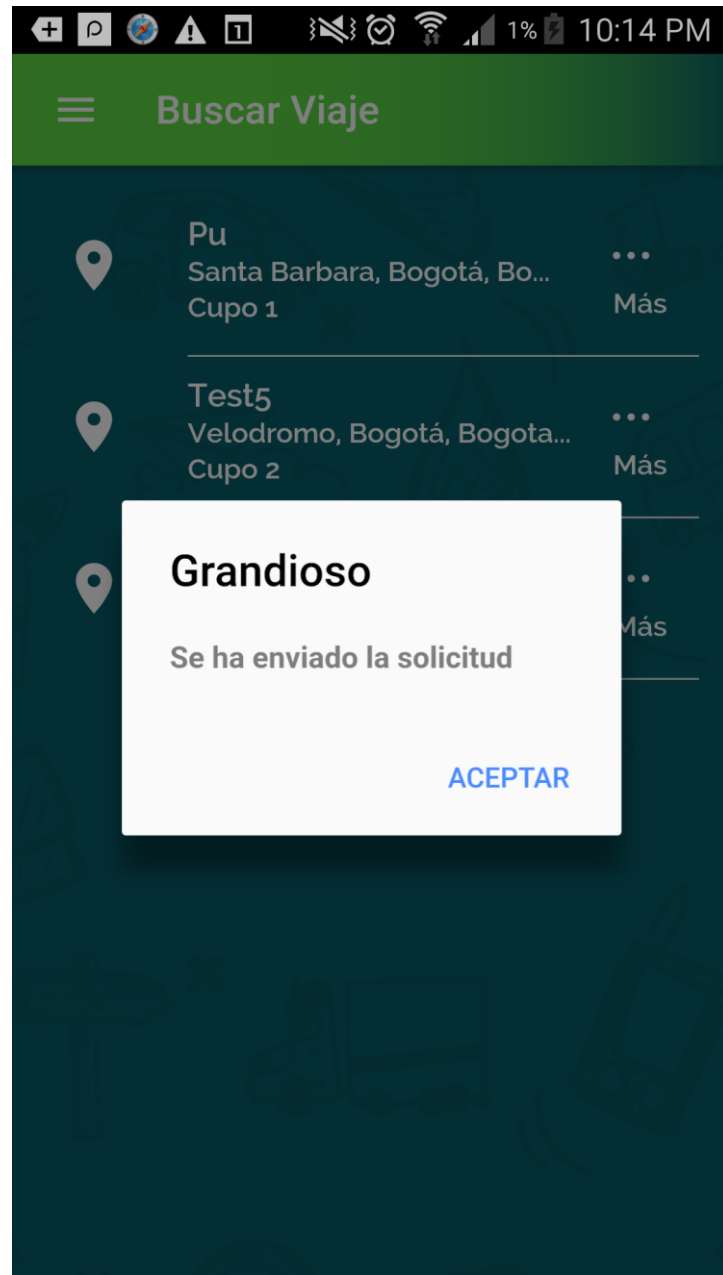 1% 10:14 PM
Buscar Viaje
Pu
Santa Barbara, Bogotá, Bo...
Cupo 1
Más
Test5
Velodromo, Bogotá, Bogota...
Cupo 2
Más
Más
Grandioso
Se ha enviado la solicitud
ACEPTAR